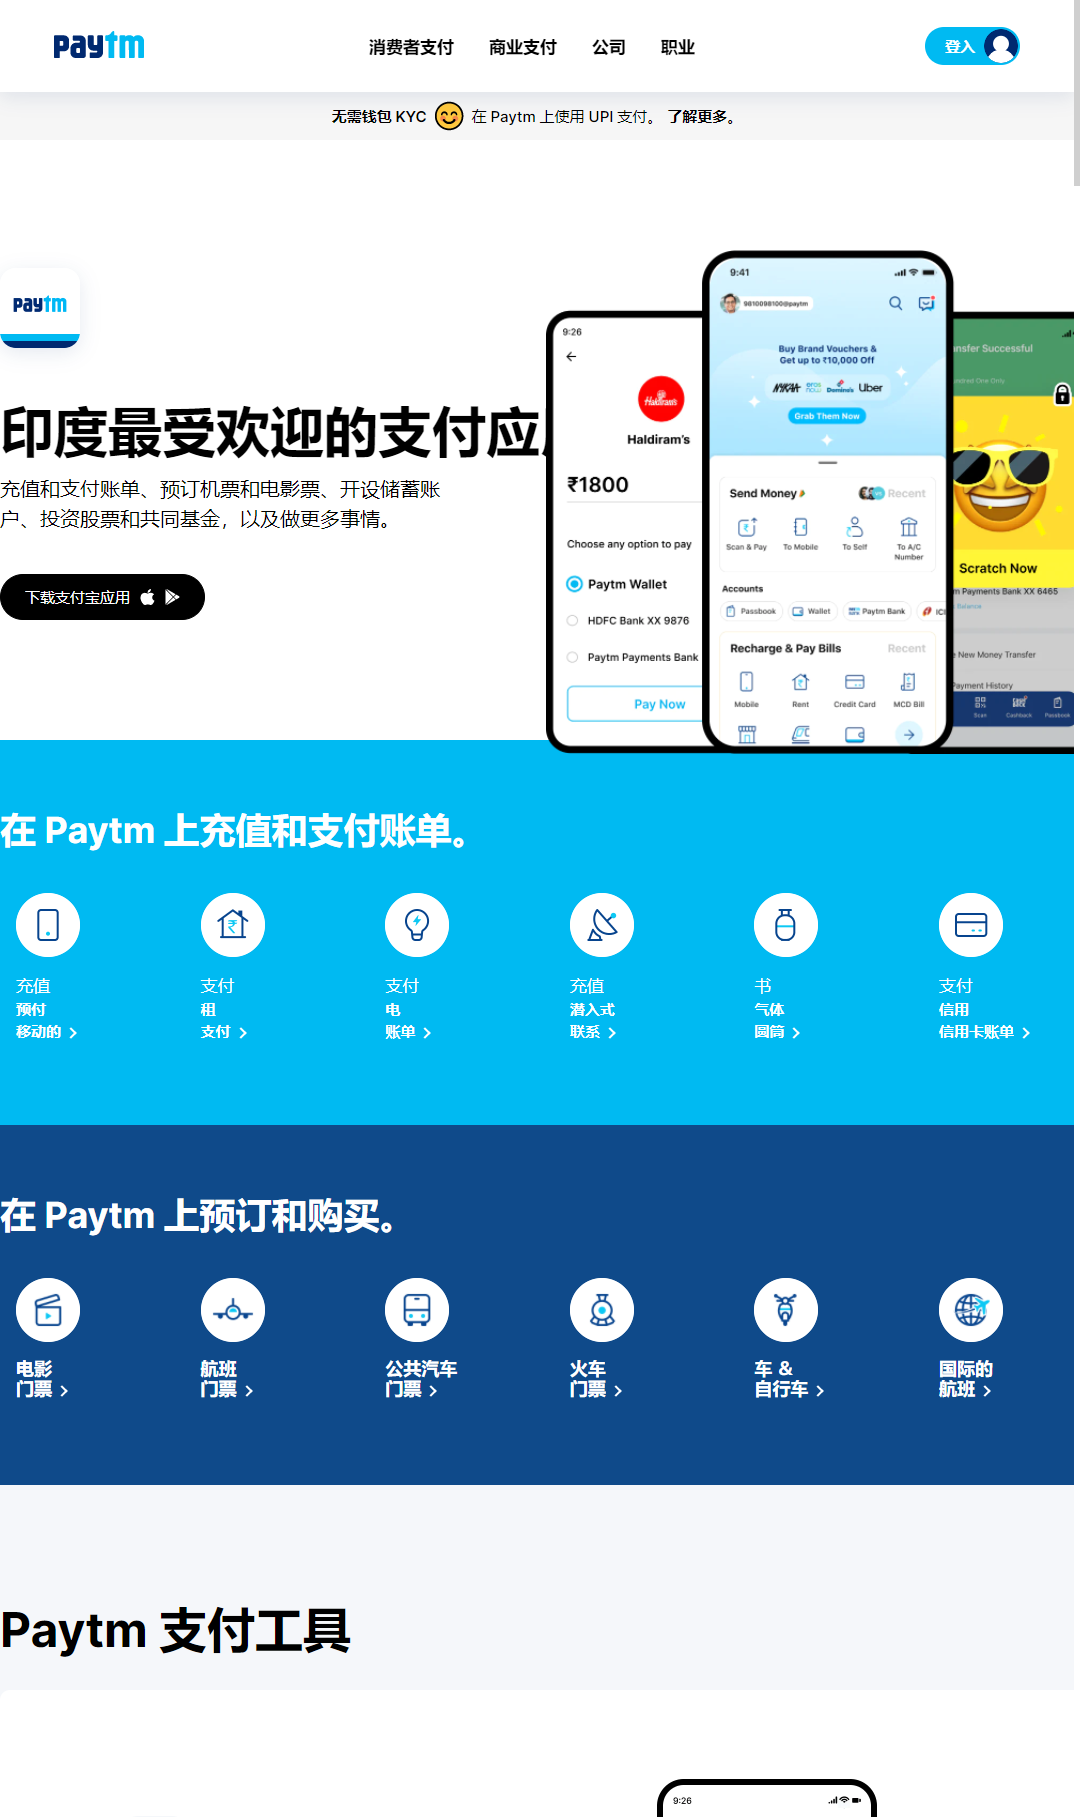 paytm
消费者支付 商业支付 公司 职业
登入
无需钱包 KYC 在 Paytm 上使用 UPI 支付。 了解更多。
paytm
印度最受欢迎的支付应
充值和支付账单、预订机票和电影票、开设储蓄账
户、投资股票和共同基金，以及做更多事情。
下载支付宝应用
9:26
Haldiram's
Haldiram's
₹1800
Choose any option to pay
Paytm Wallet
HDFC Bank XX 9876
Paytm Payments Bank
Pay Now
9:41
9810098100@paytm
Buy Brand Vouchers &
Get up to ₹10,000 Off
NYKAA eros now Domino's Uber
Grab Them Now
Send Money Recent
Scan & Pay To Mobile To Self To A/C
Number
Accounts
Passbook Wallet Paytm Bank ICI
Recharge & Pay Bills Recent
Mobile Rent Credit Card MCD Bill
nsfer Successful
ndred One Only
Scratch Now
m Payments Bank XX 6465
Balance
New Money Transfer
Payment History
Scan Cashback Passbook
在 Paytm 上充值和支付账单。
充值
预付
移动的
支付
租
支付
支付
电
账单
充值
潜入式
联系
书
气体
圆筒
支付
信用
信用卡账单
在 Paytm 上预订和购买。
电影
门票
航班
门票
公共汽车
门票
火车
门票
车 &
自行车
国际的
航班
Paytm 支付工具
9:26